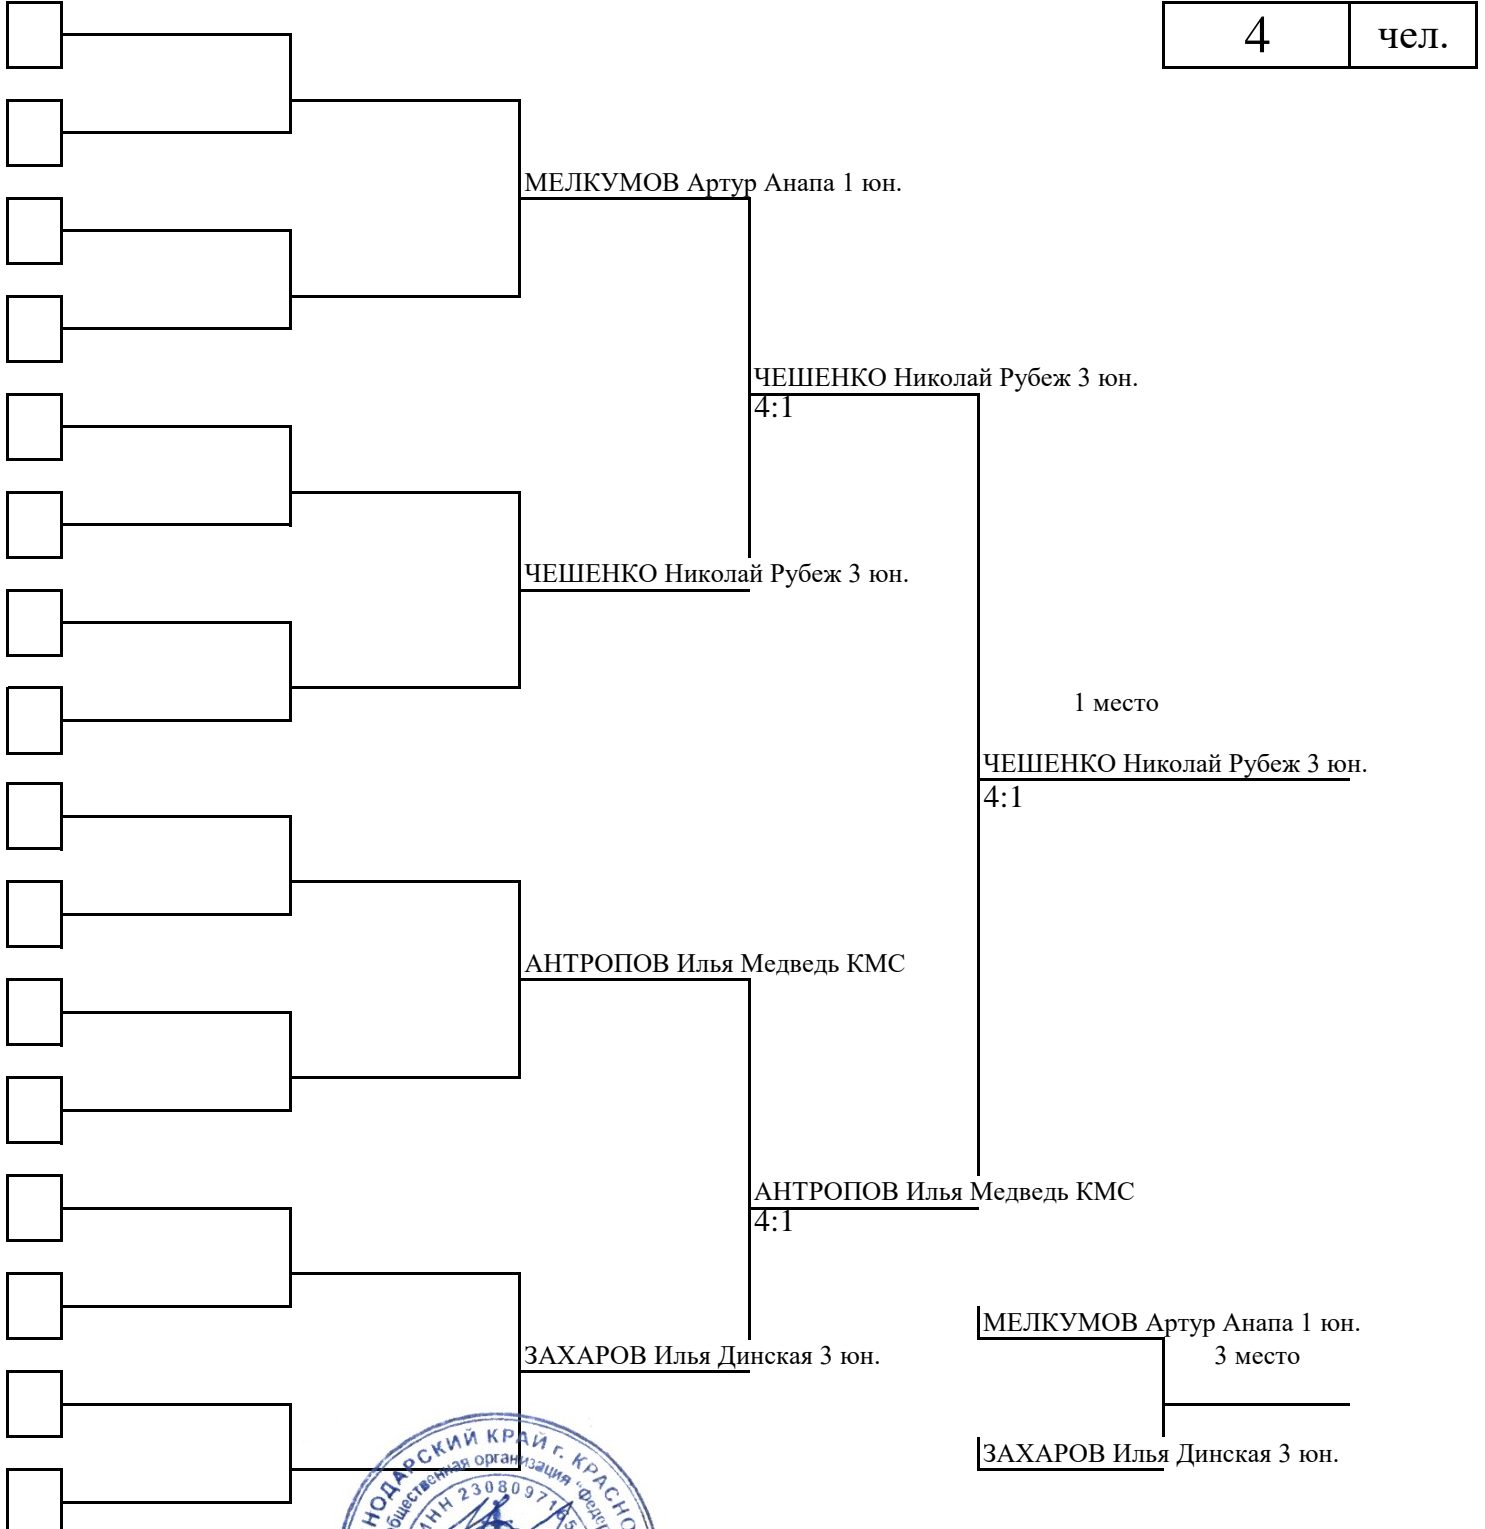 4 чел.
МЕЛКУМОВ Артур Анапа 1 юн.
ЧЕШЕНКО Николай Рубеж 3 юн.
4:1
ЧЕШЕНКО Николай Рубеж 3 юн.
1 место
ЧЕШЕНКО Николай Рубеж 3 юн.
4:1
АНТРОПОВ Илья Медведь КМС
АНТРОПОВ Илья Медведь КМС
4:1
МЕЛКУМОВ Артур Анапа 1 юн.
ЗАХАРОВ Илья Динская 3 юн.
3 место
ЗАХАРОВ Илья Динская 3 юн.
КРАЙ г.
организация
ИНН